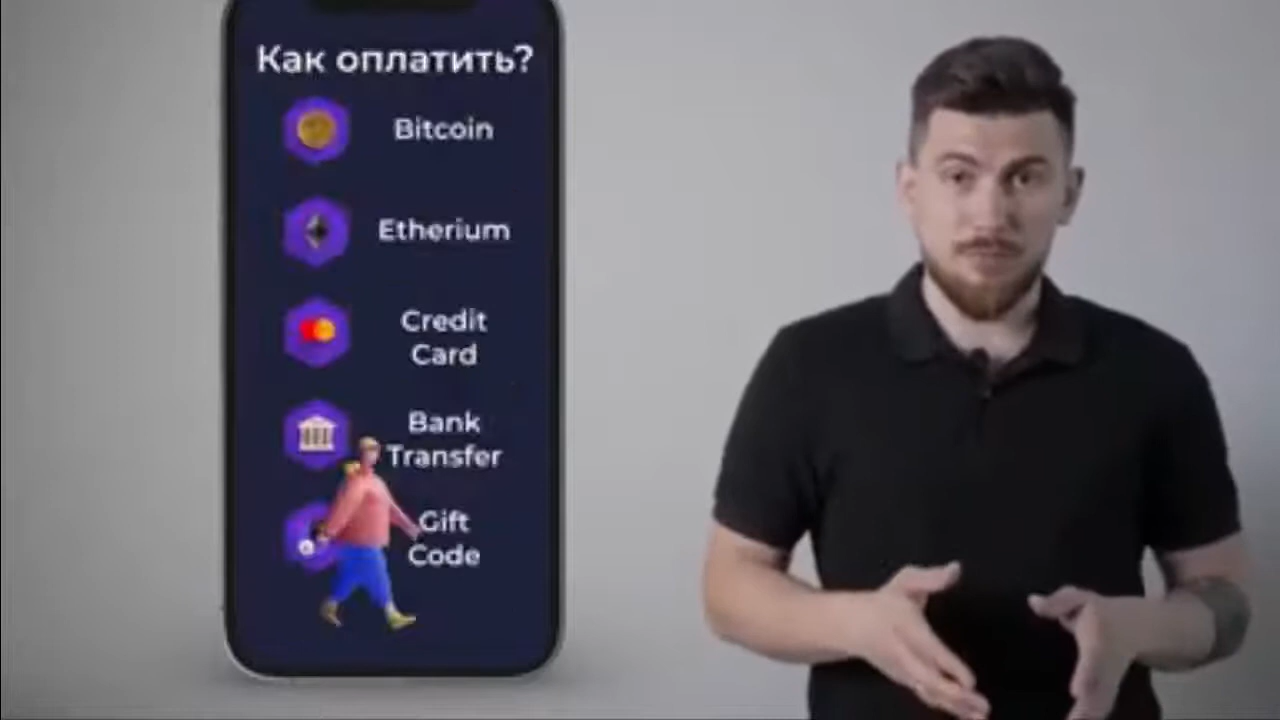 Как оплатить?
Bitcoin
Etherium
Credit
Card
Bank
Transfer
Gift
Code